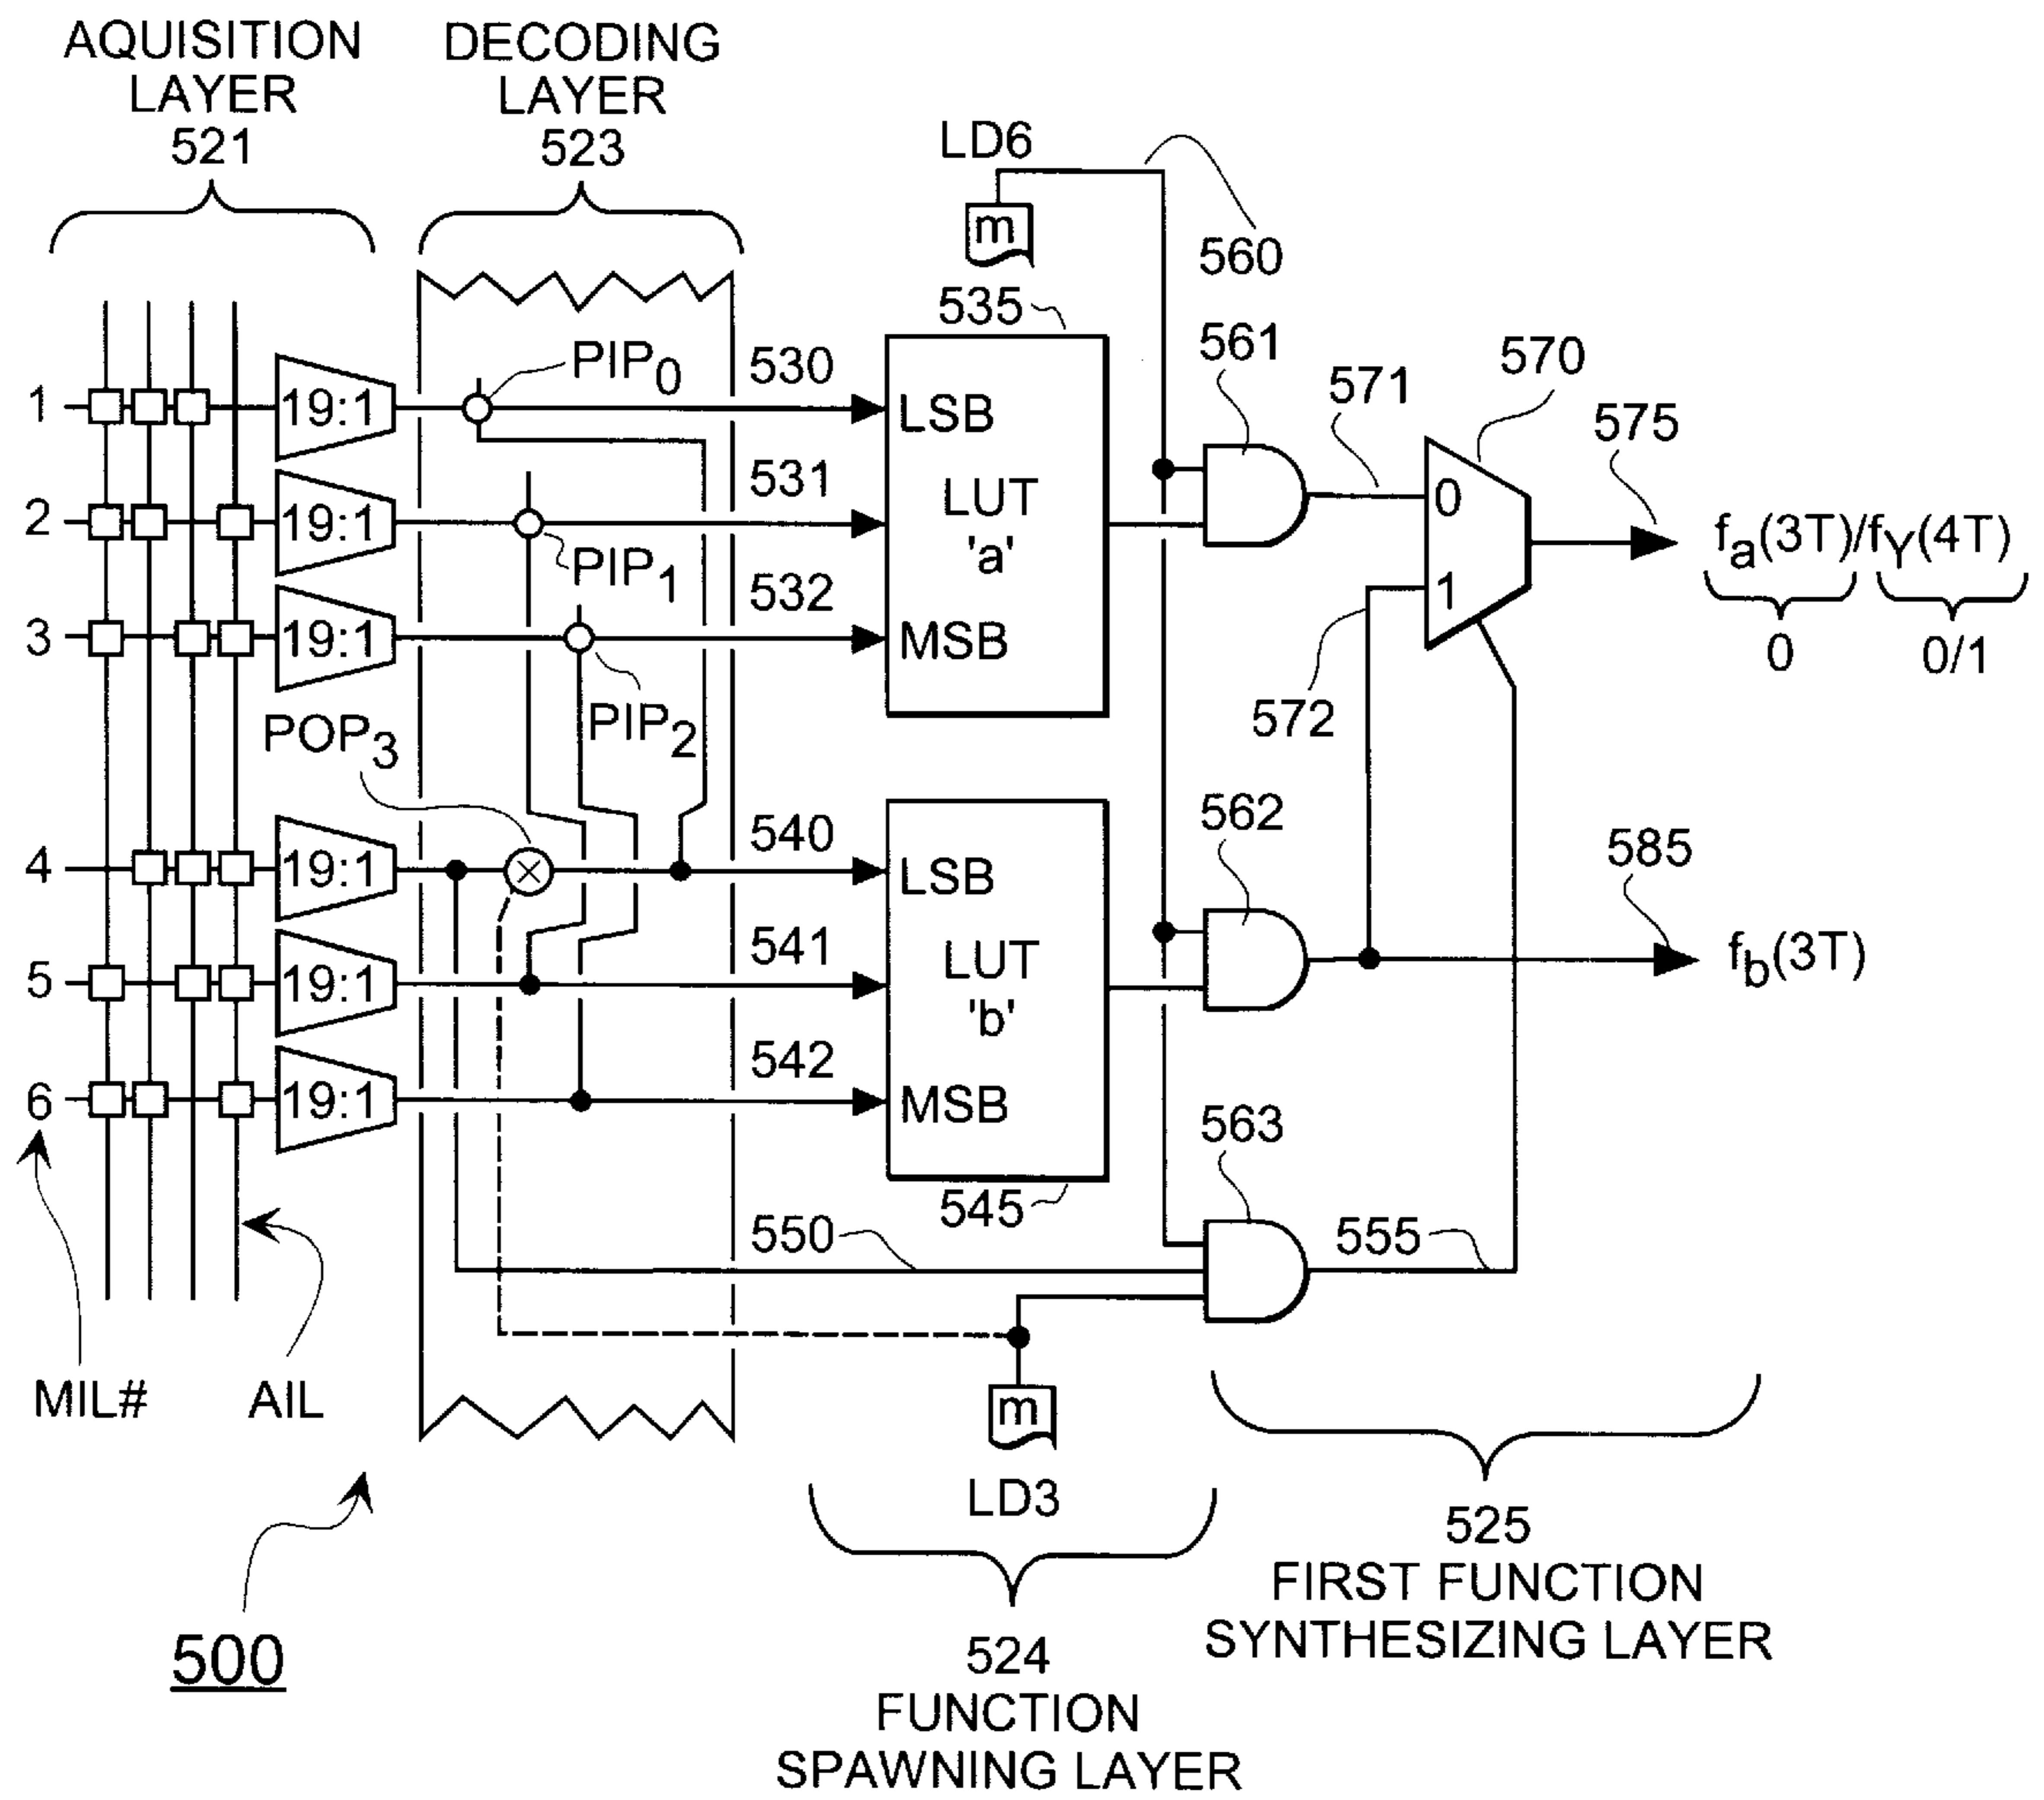 AQUISITION
LAYER
521
DECODING
LAYER
523
LD6
m
560
535
561
570
571
575
1
19:1
PIP0
530
LSB
2
19:1
PIP1
531
LUT
'a'
3
19:1
PIP2
532
MSB
0
1
fa(3T)/fY(4T)
0
0/1
572
POP3
4
19:1
540
LSB
562
585
5
19:1
541
LUT
'b'
fb(3T)
6
19:1
542
MSB
563
545
550
555
MIL#
AIL
m
LD3
500
524
FUNCTION
SPAWNING LAYER
525
FIRST FUNCTION
SYNTHESIZING LAYER